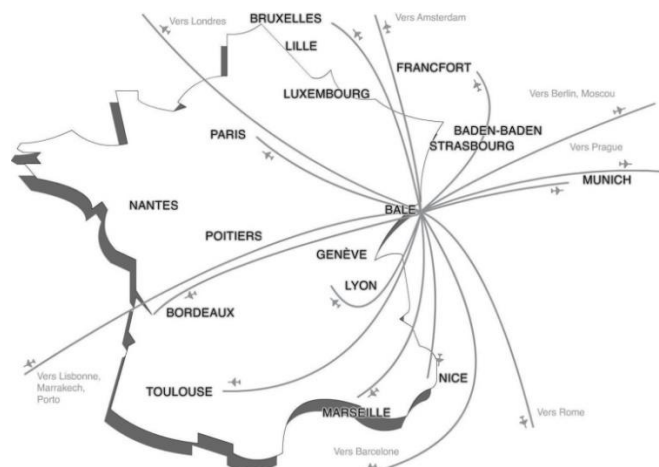 BRUXELLES
Vers Londres
Vers Amsterdam
LILLE
FRANCFORT
LUXEMBOURG
Vers Berlin, Moscou
PARIS
BADEN-BADEN
STRASBOURG
Vers Prague
MUNICH
NANTES
BALE
POITIERS
GENÈVE
LYON
BORDEAUX
Vers Lisbonne,
Marrakech,
Porto
TOULOUSE
NICE
MARSEILLE
Vers Rome
Vers Barcelone